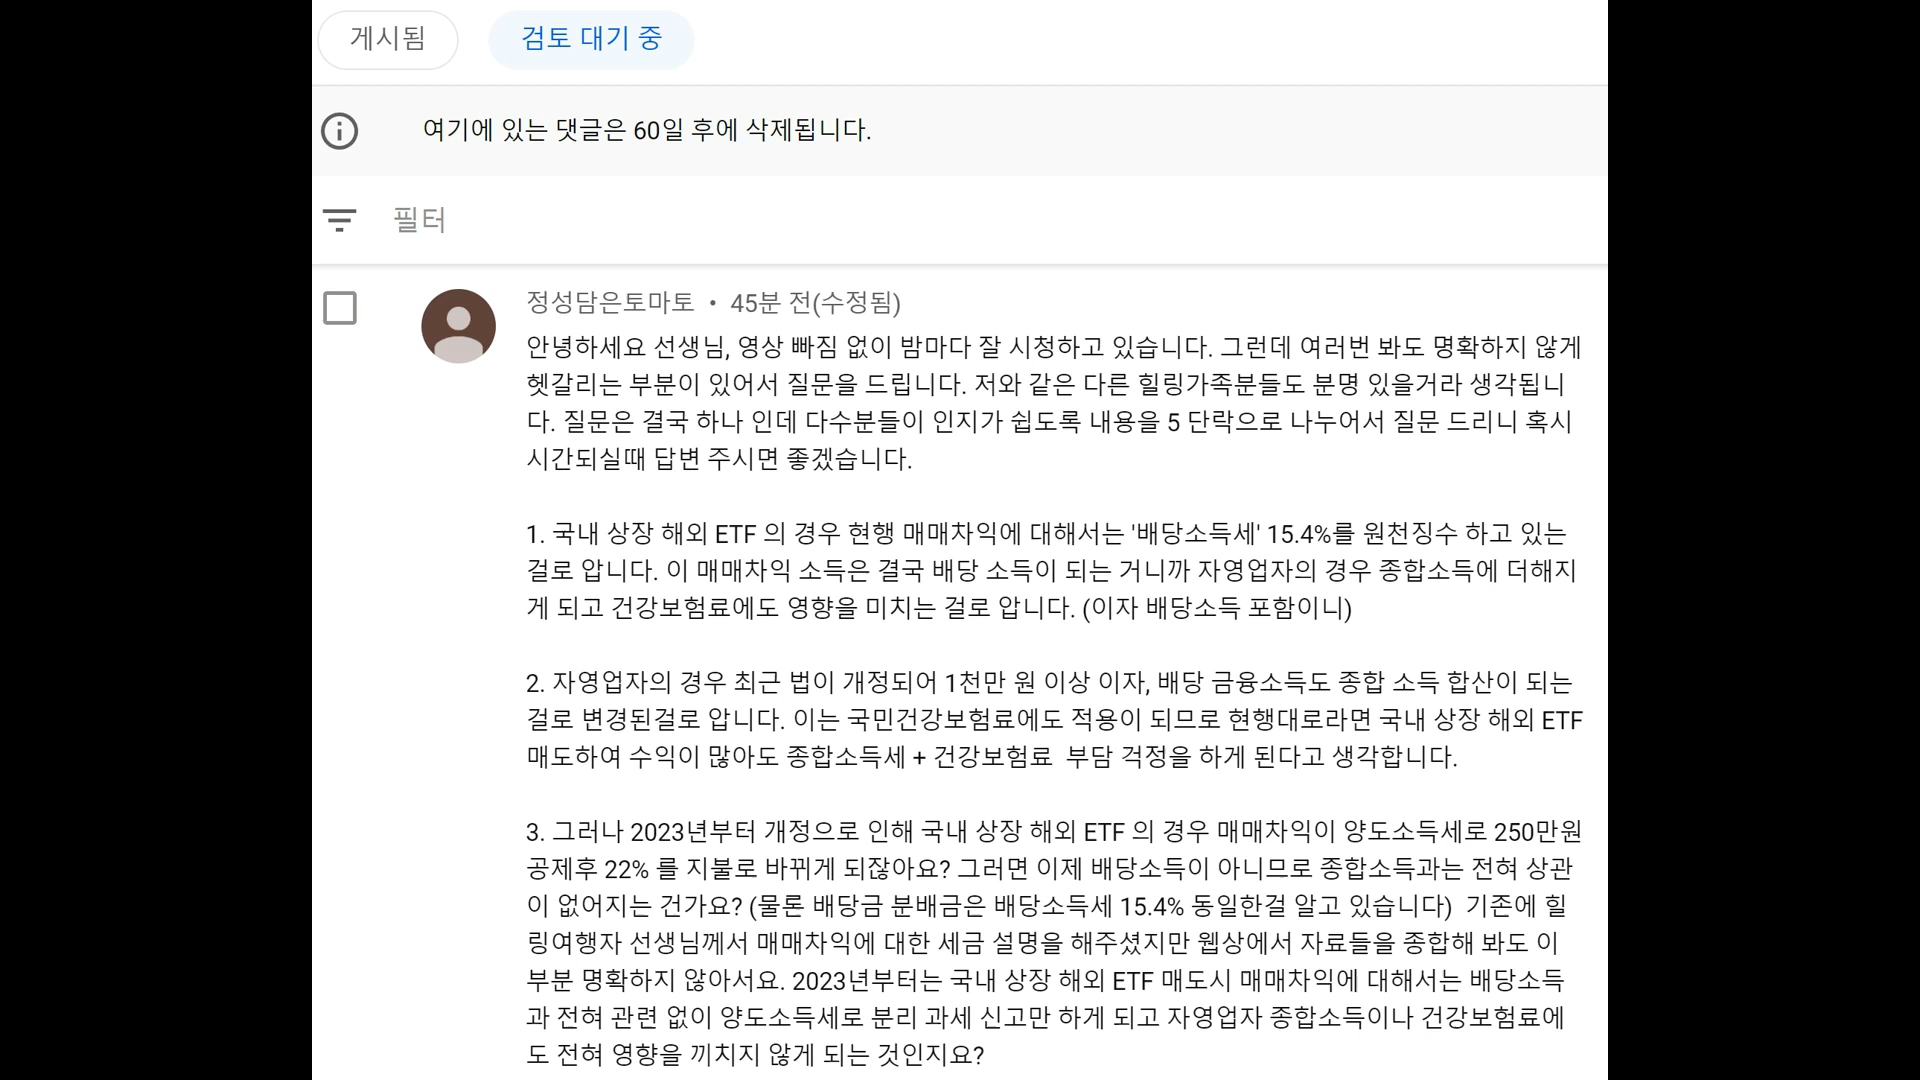 게시됨
검토 대기 중
여기에 있는 댓글은 60일 후에 삭제됩니다.
필터
정성담은토마토 • 45분 전(수정됨)
안녕하세요 선생님, 영상 빠짐 없이 밤마다 잘 시청하고 있습니다. 그런데 여러번 봐도 명확하지 않게
헷갈리는 부분이 있어서 질문을 드립니다. 저와 같은 다른 힐링가족분들도 분명 있을거라 생각됩니
다. 질문은 결국 하나 인데 다수분들이 인지가 쉽도록 내용을 5 단락으로 나누어서 질문 드리니 혹시
시간되실때 답변 주시면 좋겠습니다.
1. 국내 상장 해외 ETF 의 경우 현행 매매차익에 대해서는 '배당소득세' 15.4%를 원천징수 하고 있는
걸로 압니다. 이 매매차익 소득은 결국 배당 소득이 되는 거니까 자영업자의 경우 종합소득에 더해지
게 되고 건강보험료에도 영향을 미치는 걸로 압니다. (이자 배당소득 포함이니)
2. 자영업자의 경우 최근 법이 개정되어 1천만 원 이상 이자, 배당 금융소득도 종합 소득 합산이 되는
걸로 변경된걸로 압니다. 이는 국민건강보험료에도 적용이 되므로 현행대로라면 국내 상장 해외 ETF
매도하여 수익이 많아도 종합소득세 + 건강보험료 부담 걱정을 하게 된다고 생각합니다.
3. 그러나 2023년부터 개정으로 인해 국내 상장 해외 ETF 의 경우 매매차익이 양도소득세로 250만원
공제후 22% 를 지불로 바뀌게 되잖아요? 그러면 이제 배당소득이 아니므로 종합소득과는 전혀 상관
이 없어지는 건가요? (물론 배당금 분배금은 배당소득세 15.4% 동일한걸 알고 있습니다) 기존에 힐
링여행자 선생님께서 매매차익에 대한 세금 설명을 해주셨지만 웹상에서 자료들을 종합해 봐도 이
부분 명확하지 않아서요. 2023년부터는 국내 상장 해외 ETF 매도시 매매차익에 대해서는 배당소득
과 전혀 관련 없이 양도소득세로 분리 과세 신고만 하게 되고 자영업자 종합소득이나 건강보험료에
도 전혀 영향을 끼치지 않게 되는 것인지요?